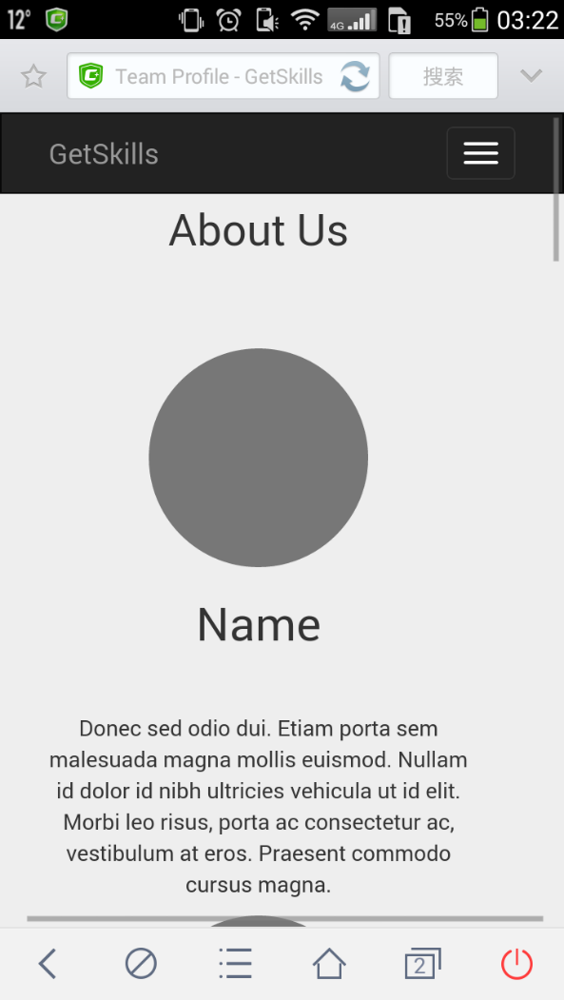 12° 4G 55% 03:22
Team Profile - GetSkills 搜索
GetSkills
About Us
Name
Donec sed odio dui. Etiam porta sem
malesuada magna mollis euismod. Nullam
id dolor id nibh ultricies vehicula ut id elit.
Morbi leo risus, porta ac consectetur ac,
vestibulum at eros. Praesent commodo
cursus magna.
2